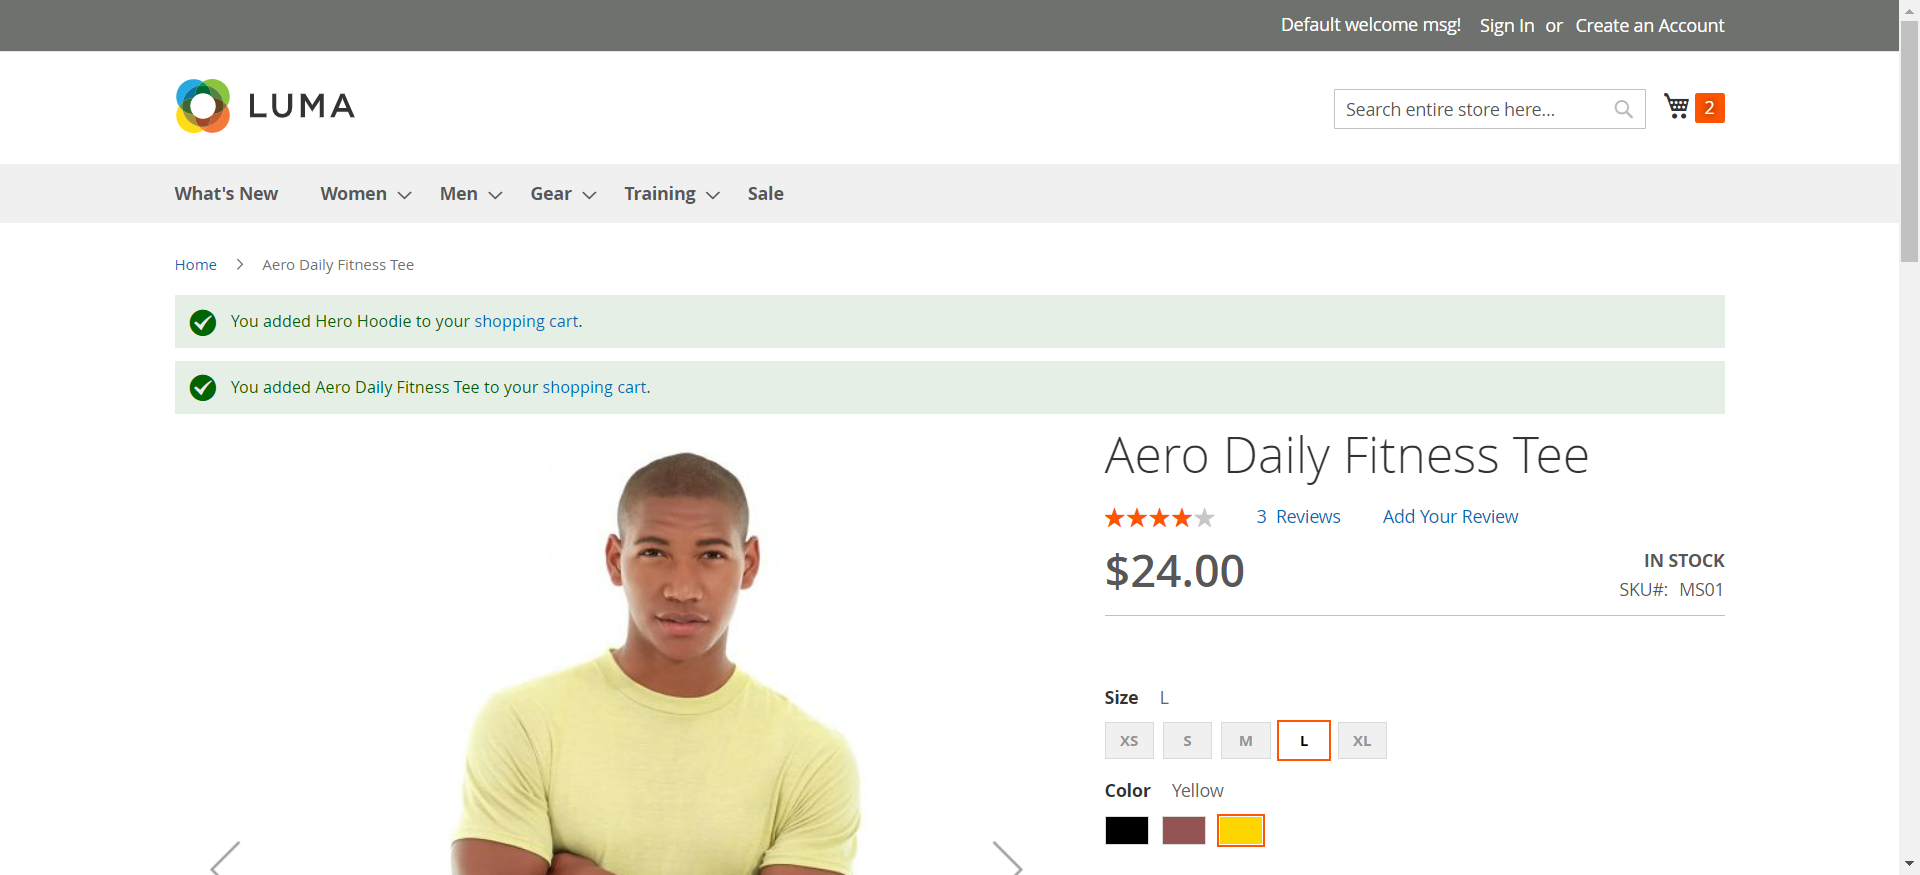 Default welcome msg! Sign In or Create an Account
LUMA
Search entire store here...
2
What's New Women Men Gear Training Sale
Home > Aero Daily Fitness Tee
You added Hero Hoodie to your shopping cart.
You added Aero Daily Fitness Tee to your shopping cart.
Aero Daily Fitness Tee
3 Reviews Add Your Review
$24.00
IN STOCK
SKU#: MS01
Size L
XS S M L XL
Color Yellow